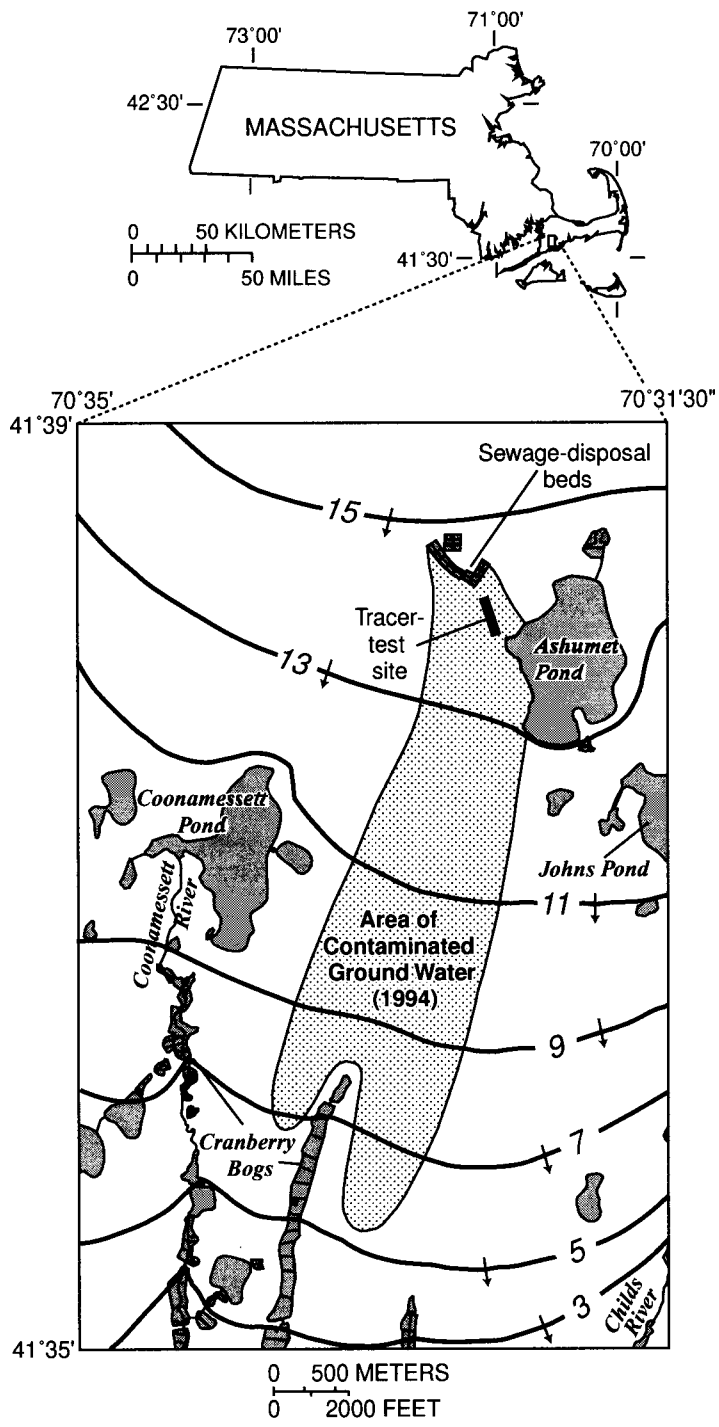 73°00'
71°00'
42°30'
MASSACHUSETTS
70°00'
0 50 KILOMETERS
0 50 MILES
41°30'
70°35'
70°31'30"
41°39'
Sewage-disposal
beds
15
Tracer-
test
site
Ashumet
Pond
13
Coonamessett
Pond
Johns Pond
Coonamessett
River
11
Area of
Contaminated
Ground Water
(1994)
9
Cranberry
Bogs
7
5
3
Childs
River
41°35'
0 500 METERS
0 2000 FEET